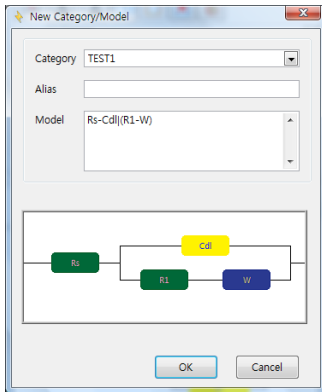 New Category/Model
Category TEST1
Alias
Model Rs-Cdl|(R1-W)
Cdl
Rs
R1 W
OK Cancel